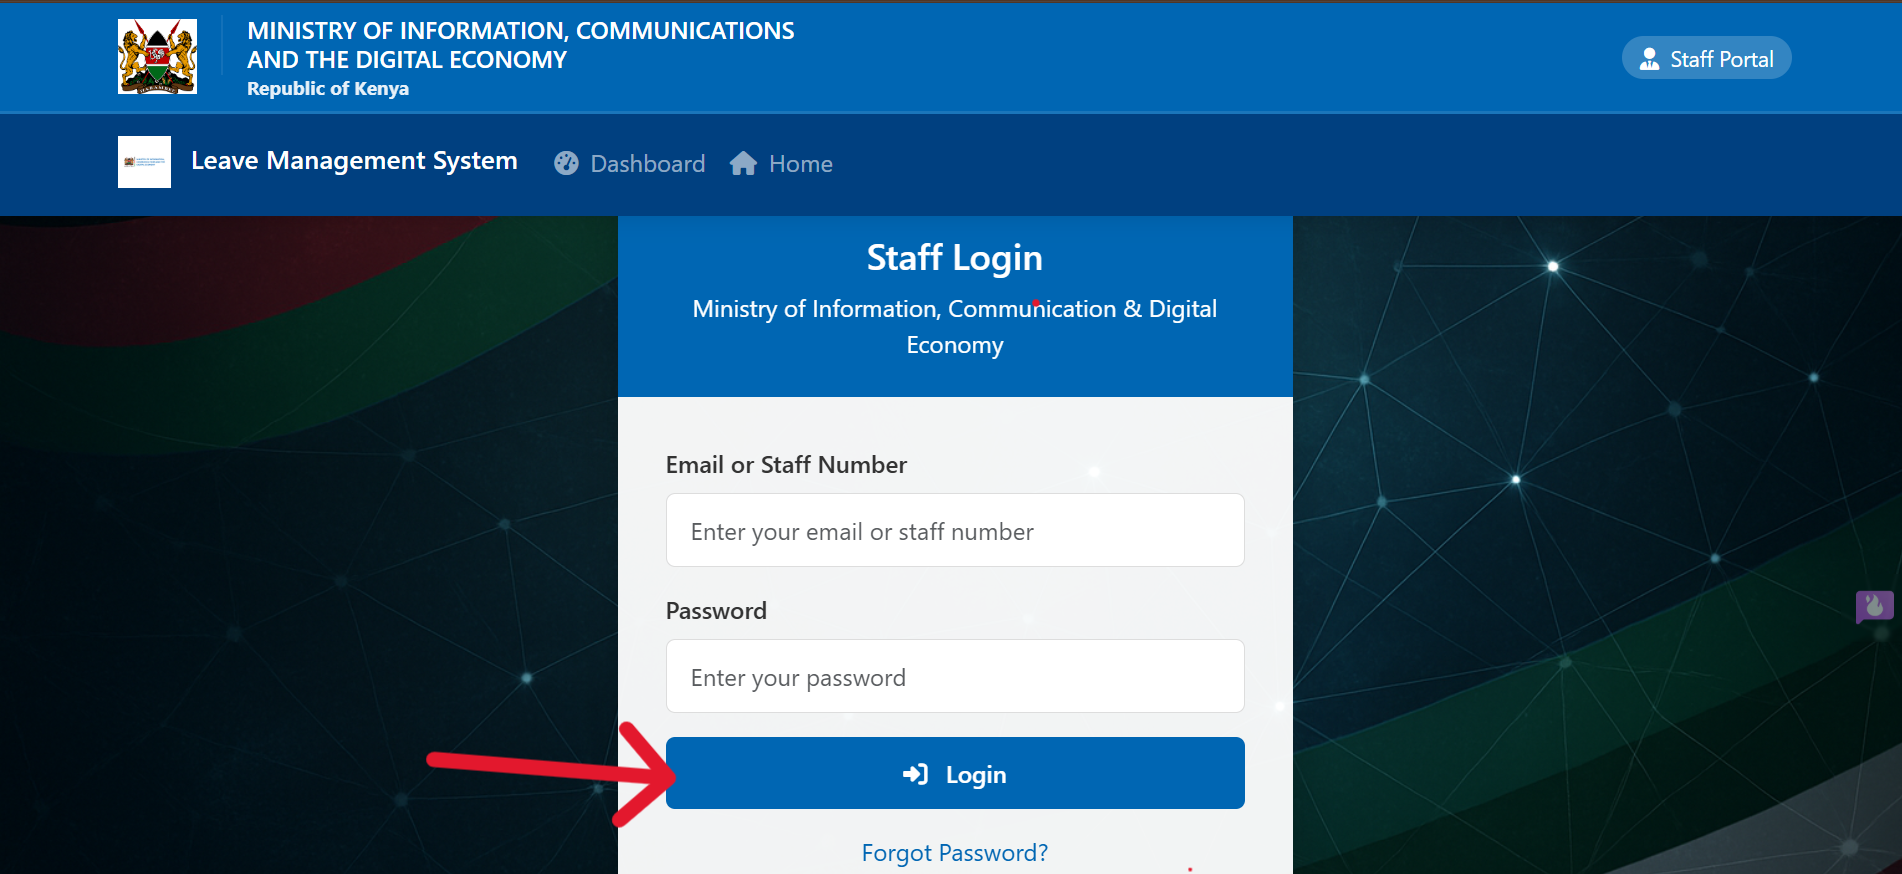 MINISTRY OF INFORMATION, COMMUNICATIONS
AND THE DIGITAL ECONOMY
Republic of Kenya
Staff Portal
Leave Management System
Dashboard
Home
Staff Login
Ministry of Information, Communication & Digital
Economy
Email or Staff Number
Enter your email or staff number
Password
Enter your password
Login
Forgot Password?